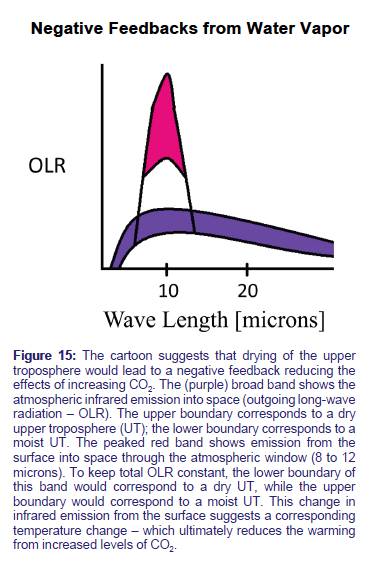 Negative Feedbacks from Water Vapor
OLR
10 20
Wave Length [microns]
Figure 15: The cartoon suggests that drying of the upper
troposphere would lead to a negative feedback reducing the
effects of increasing CO₂. The (purple) broad band shows the
atmospheric infrared emission into space (outgoing long-wave
radiation – OLR). The upper boundary corresponds to a dry
upper troposphere (UT); the lower boundary corresponds to a
moist UT. The peaked red band shows emission from the
surface into space through the atmospheric window (8 to 12
microns). To keep total OLR constant, the lower boundary of
this band would correspond to a dry UT, while the upper
boundary would correspond to a moist UT. This change in
infrared emission from the surface suggests a corresponding
temperature change – which ultimately reduces the warming
from increased levels of CO₂.